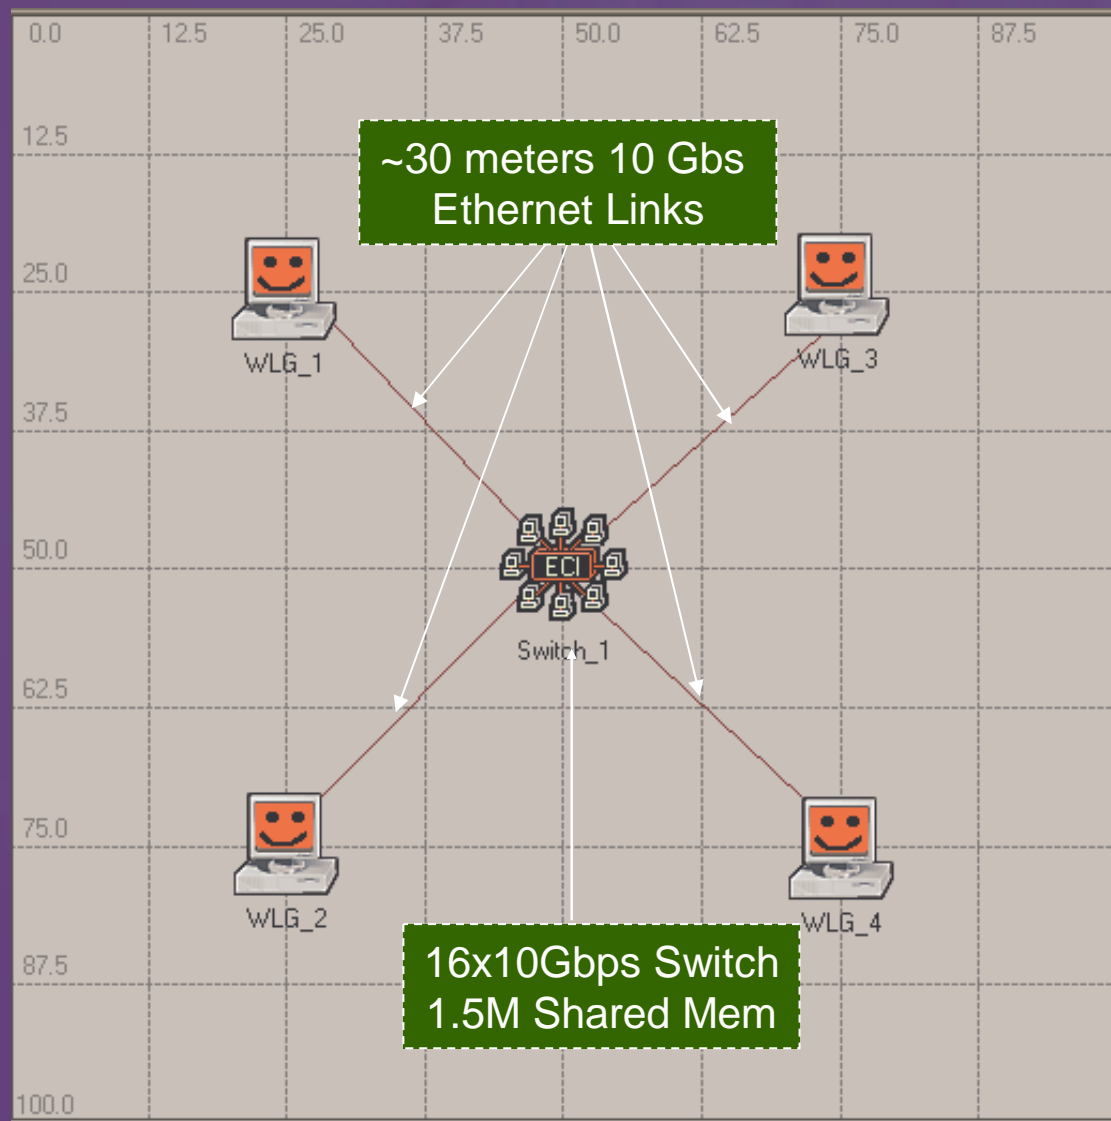 0.0 12.5 25.0 37.5 50.0 62.5 75.0 87.5
12.5
~30 meters 10 Gbs
Ethernet Links
25.0
WLG_1
WLG_3
37.5
50.0
ECI
Switch_1
62.5
75.0
WLG_2
WLG_4
87.5
16x10Gbps Switch
1.5M Shared Mem
100.0